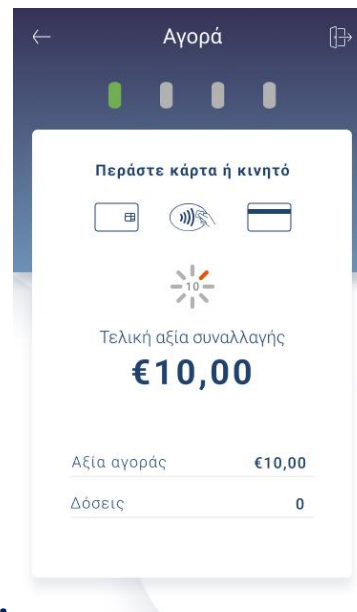 Αγορά
Περάστε κάρτα ή κινητό
10
Τελική αξία συναλλαγής
€10,00
Αξία αγοράς €10,00
Δόσεις 0